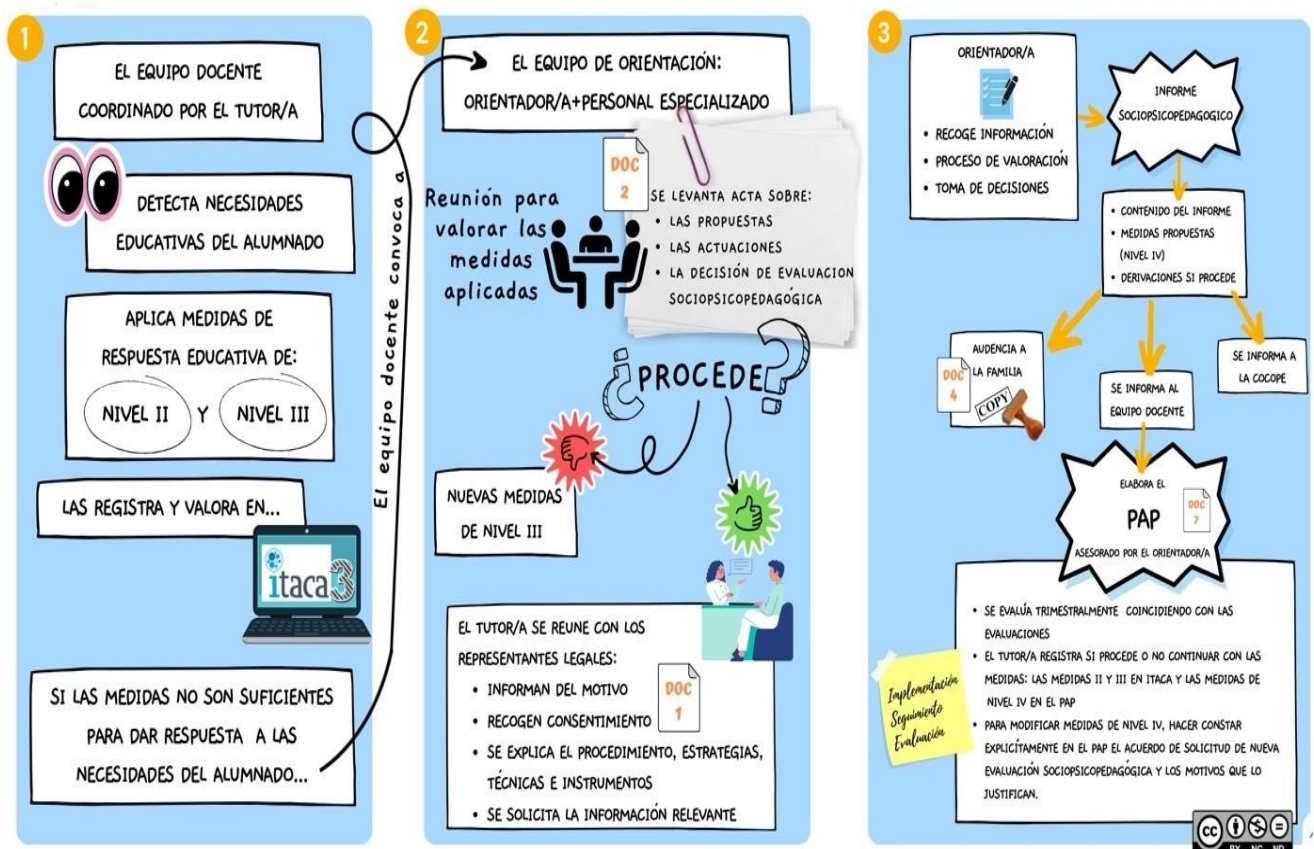 1
EL EQUIPO DOCENTE
COORDINADO POR EL TUTOR/A
DETECTA NECESIDADES
EDUCATIVAS DEL ALUMNADO
APLICA MEDIDAS DE
RESPUESTA EDUCATIVA DE:
NIVEL II Y NIVEL III
LAS REGISTRA Y VALORA EN...
itaca3
SI LAS MEDIDAS NO SON SUFICIENTES
PARA DAR RESPUESTA A LAS
NECESIDADES DEL ALUMNADO...
El equipo docente convoca a
2
EL EQUIPO DE ORIENTACIÓN:
ORIENTADOR/A+PERSONAL ESPECIALIZADO
Reunión para
valorar las
medidas
aplicadas
DOC
2
SE LEVANTA ACTA SOBRE:
• LAS PROPUESTAS
• LAS ACTUACIONES
• LA DECISIÓN DE EVALUACION
SOCIOPSICOPEDAGÓGICA
¿PROCEDE?
NUEVAS MEDIDAS
DE NIVEL III
EL TUTOR/A SE REUNE CON LOS
REPRESENTANTES LEGALES:
• INFORMAN DEL MOTIVO
• RECOGEN CONSENTIMIENTO
• SE EXPLICA EL PROCEDIMIENTO, ESTRATEGIAS,
TÉCNICAS E INSTRUMENTOS
• SE SOLICITA LA INFORMACIÓN RELEVANTE
DOC
1
3
ORIENTADOR/A
• RECOGE INFORMACIÓN
• PROCESO DE VALORACIÓN
• TOMA DE DECISIONES
INFORME
SOCIOPSICOPEDAGOGICO
• CONTENIDO DEL INFORME
• MEDIDAS PROPUESTAS
(NIVEL IV)
• DERIVACIONES SI PROCEDE
AUDENCIA A
LA FAMILIA
DOC
4
COPY
SE INFORMA AL
EQUIPO DOCENTE
SE INFORMA A
LA COCOPE
ELABORA EL
PAP
DOC
7
ASESORADO POR EL ORIENTADOR/A
Implementación
Seguimiento
Evaluación
• SE EVALÚA TRIMESTRALMENTE COINCIDIENDO CON LAS
EVALUACIONES
• EL TUTOR/A REGISTRA SI PROCEDE O NO CONTINUAR CON LAS
MEDIDAS: LAS MEDIDAS II Y III EN ITACA Y LAS MEDIDAS DE
NIVEL IV EN EL PAP
• PARA MODIFICAR MEDIDAS DE NIVEL IV, HACER CONSTAR
EXPLICÍTAMENTE EN EL PAP EL ACUERDO DE SOLICITUD DE NUEVA
EVALUACIÓN SOCIOPSICOPEDAGÓGICA Y LOS MOTIVOS QUE LO
JUSTIFICAN.
cc
BY NC ND